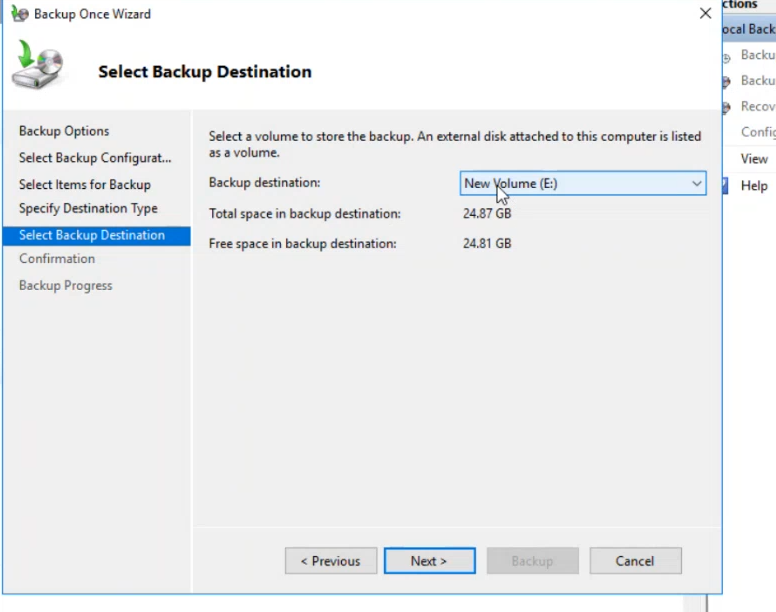 Backup Once Wizard
Select Backup Destination
Backup Options
Select Backup Configurat...
Select Items for Backup
Specify Destination Type
Select Backup Destination
Confirmation
Backup Progress
Select a volume to store the backup. An external disk attached to this computer is listed
as a volume.
Backup destination: New Volume (E:)
Total space in backup destination: 24.87 GB
Free space in backup destination: 24.81 GB
< Previous Next > Backup Cancel
ctions
ocal Back
Backu
Backu
Recov
Config
View
Help